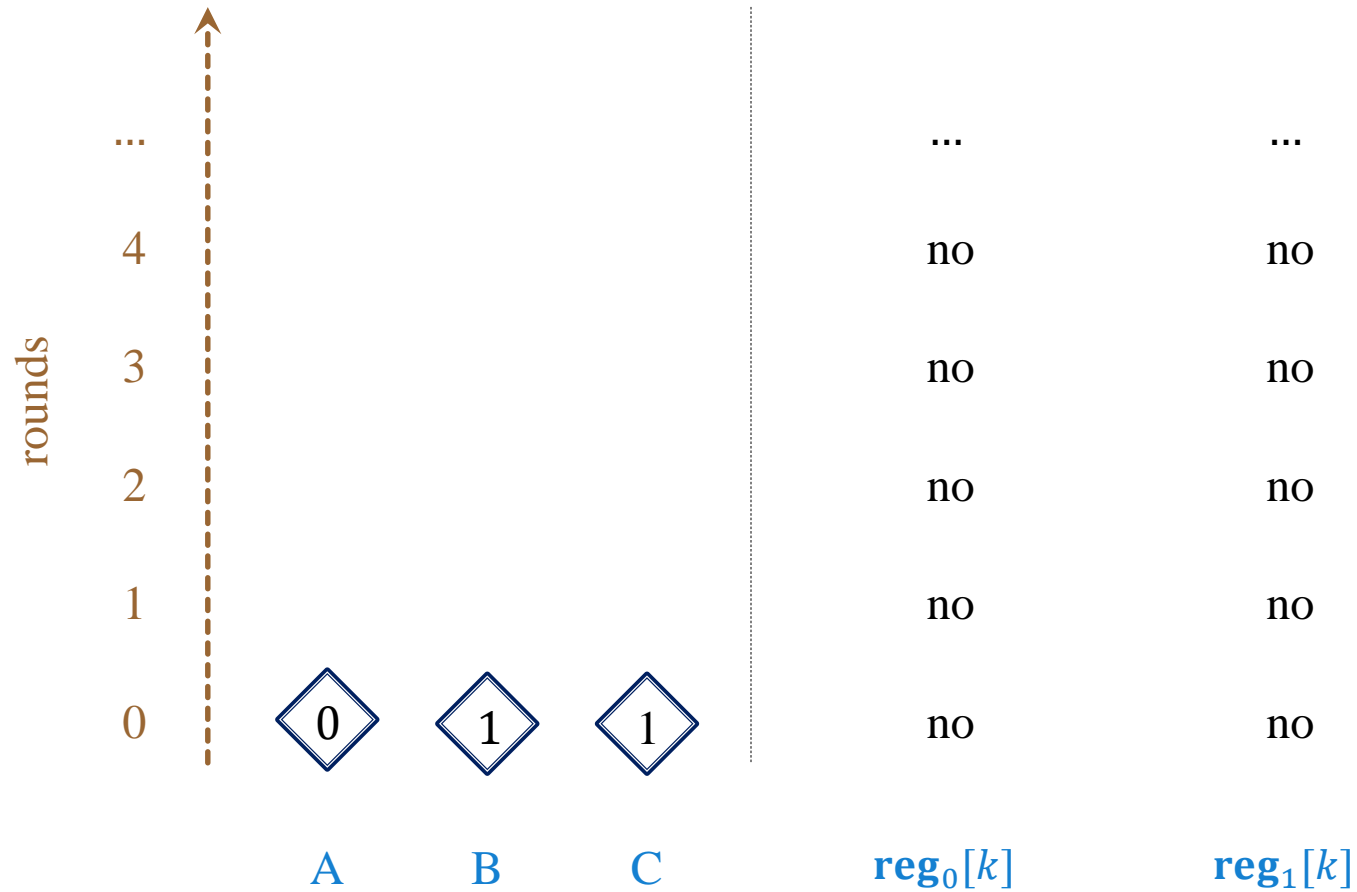 ... ... ...
4 no no
rounds
3 no no
2 no no
1 no no
0 0 1 1 no no
A B C reg₀[k] reg₁[k]